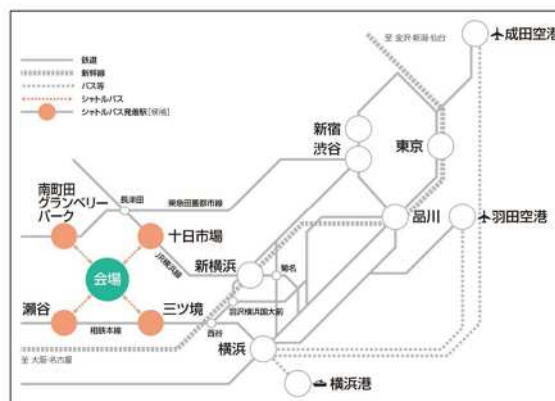 鉄道
新幹線
バス等
シャトルバス
シャトルバス発着駅[候補]
至 金沢・新潟・仙台
成田空港
新宿
渋谷
東京
南町田
グランベリー
パーク
長津田
東急田園都市線
十日市場
JR横浜線
品川
羽田空港
新横浜
菊名
会場
瀬谷
三ツ境
相鉄本線
西谷
羽沢横浜国大前
横浜
至 大阪・名古屋
横浜港